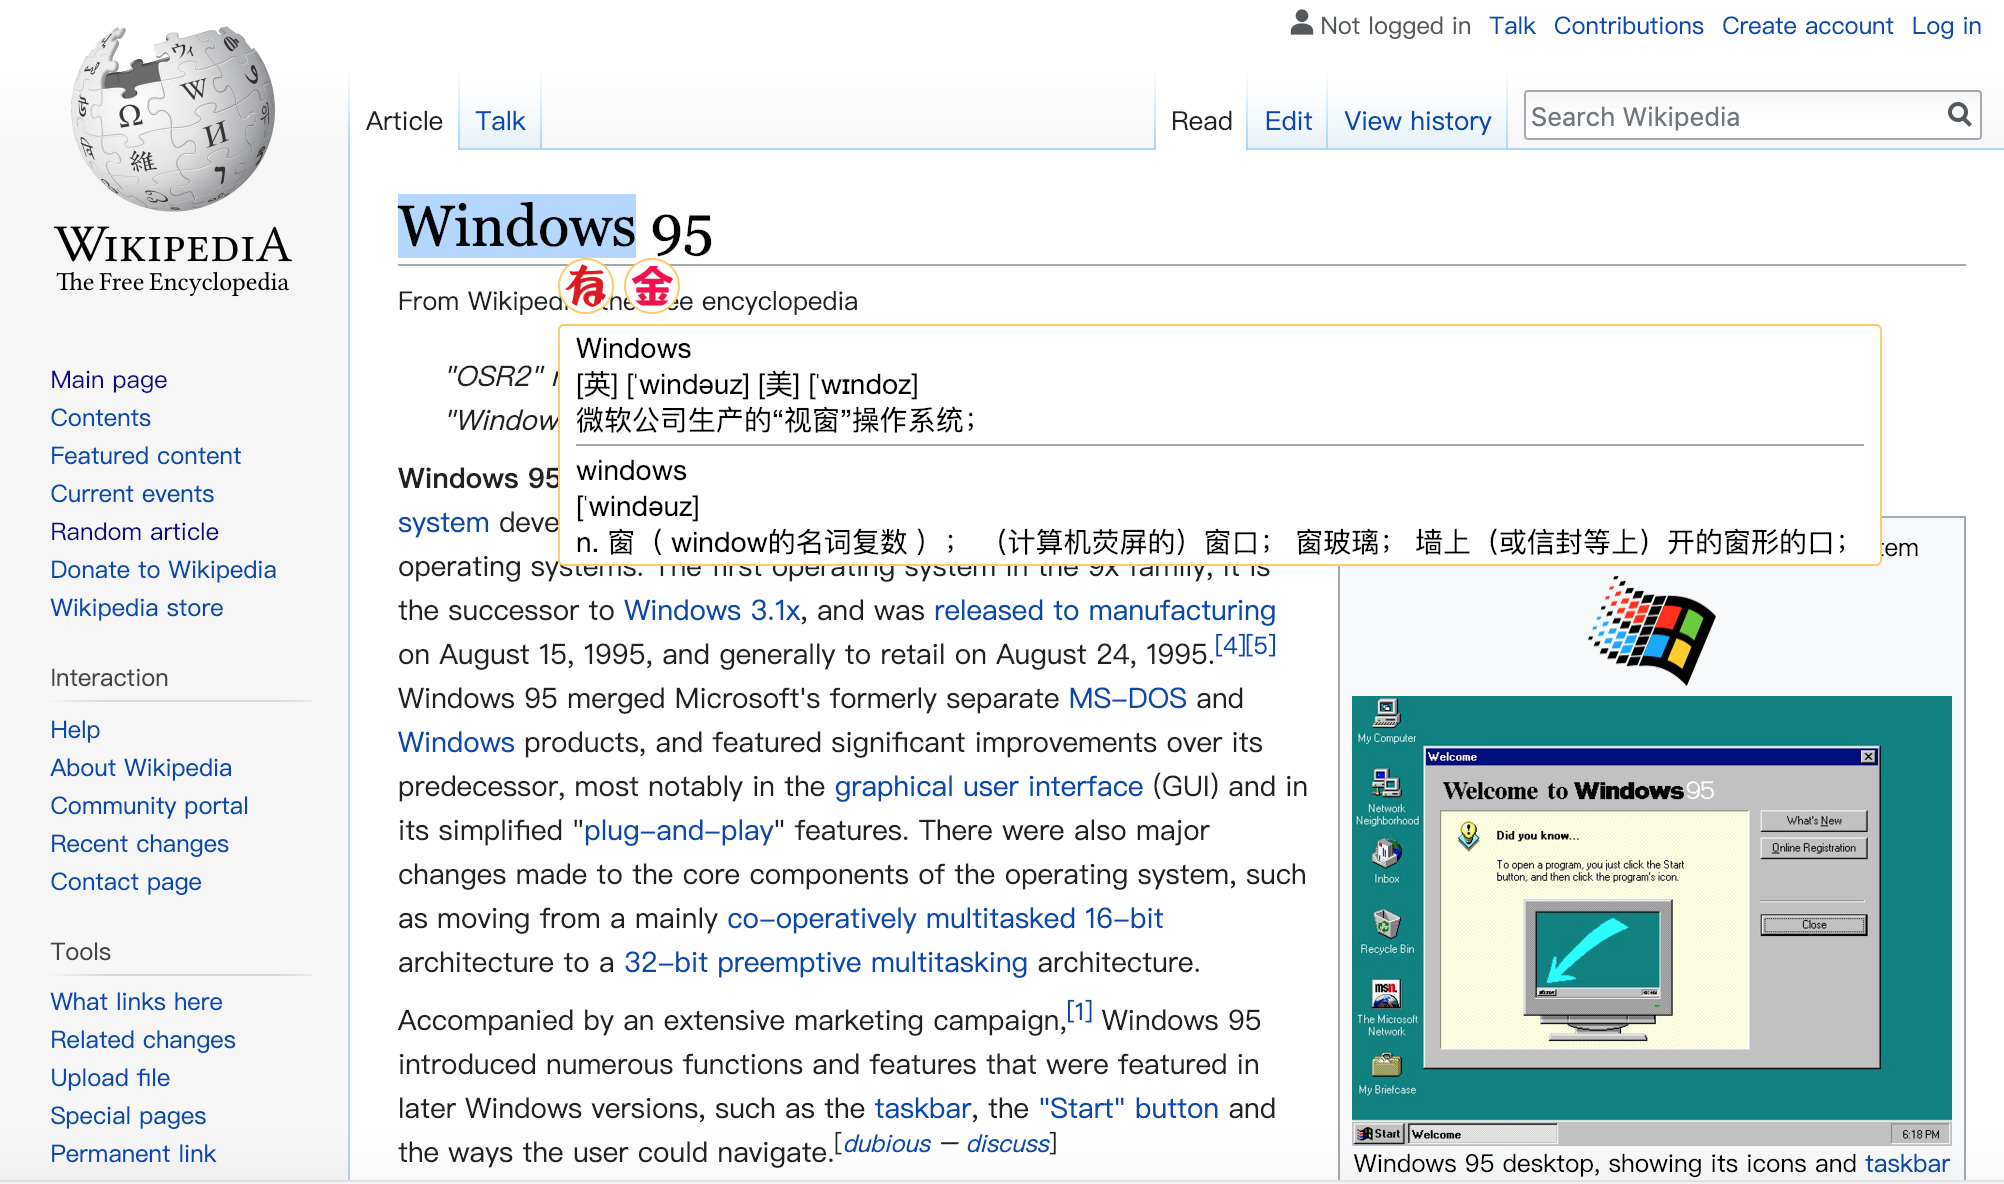 Not logged in Talk Contributions Create account Log in
Article Talk Read Edit View history Search Wikipedia
WIKIPEDIA
The Free Encyclopedia
Main page
Contents
Featured content
Current events
Random article
Donate to Wikipedia
Wikipedia store
Interaction
Help
About Wikipedia
Community portal
Recent changes
Contact page
Tools
What links here
Related changes
Upload file
Special pages
Permanent link
Windows 95
有 金
From Wikipedia the free encyclopedia
"OSR2"
"Window
Windows
[英] [ˈwindəuz] [美] [ˈwɪndoz]
微软公司生产的“视窗”操作系统；
windows
[ˈwindəuz]
n. 窗（ window的名词复数 ）； （计算机荧屏的）窗口； 窗玻璃； 墙上（或信封等上）开的窗形的口；
Windows 95
system deve
operating systems. The first operating system in the 9x family, it is
the successor to Windows 3.1x, and was released to manufacturing
on August 15, 1995, and generally to retail on August 24, 1995.[4][5]
Windows 95 merged Microsoft's formerly separate MS-DOS and
Windows products, and featured significant improvements over its
predecessor, most notably in the graphical user interface (GUI) and in
its simplified "plug-and-play" features. There were also major
changes made to the core components of the operating system, such
as moving from a mainly co-operatively multitasked 16-bit
architecture to a 32-bit preemptive multitasking architecture.
Accompanied by an extensive marketing campaign,[1] Windows 95
introduced numerous functions and features that were featured in
later Windows versions, such as the taskbar, the "Start" button and
the ways the user could navigate.[dubious – discuss]
tem
My Computer
Network
Neighborhood
Inbox
Recycle Bin
msn.
The Microsoft
Network
My Briefcase
Welcome
Welcome to Windows 95
Did you know...
To open a program, you just click the Start
button, and then click the program's icon.
What's New
Online Registration
Close
Start Welcome 6:18 PM
Windows 95 desktop, showing its icons and taskbar